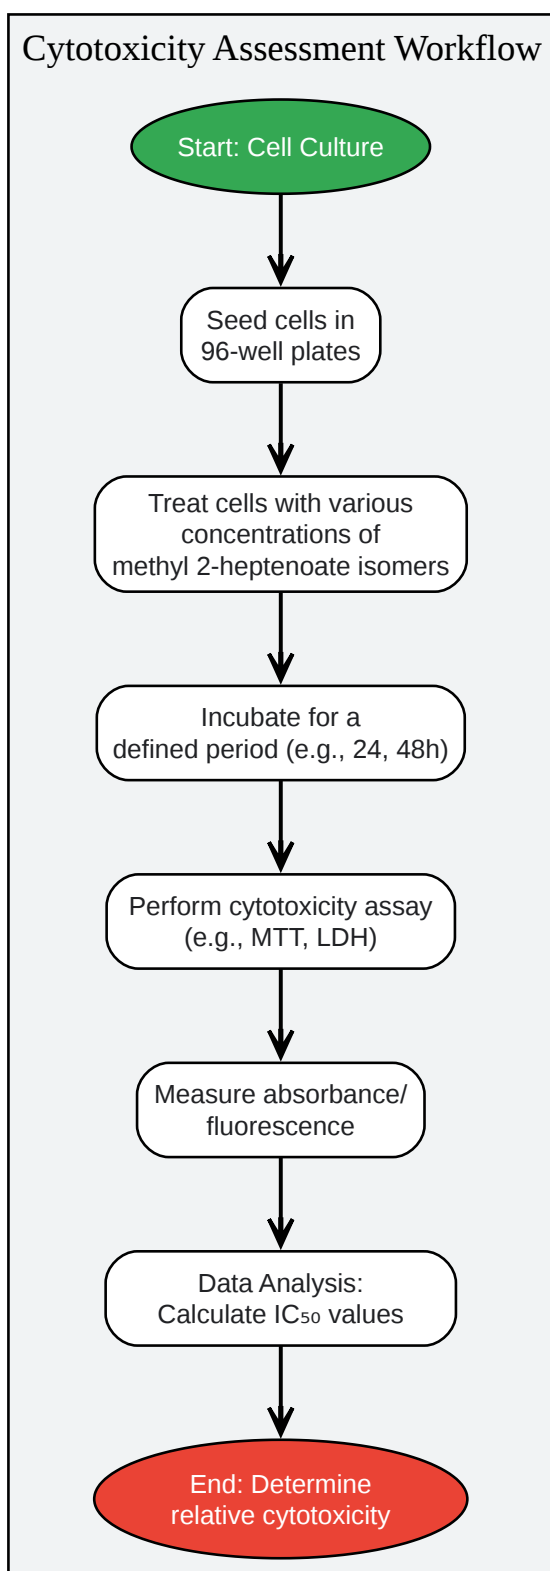 Cytotoxicity Assessment Workflow
Start: Cell Culture
Seed cells in
96-well plates
Treat cells with various
concentrations of
methyl 2-heptenoate isomers
Incubate for a
defined period (e.g., 24, 48h)
Perform cytotoxicity assay
(e.g., MTT, LDH)
Measure absorbance/
fluorescence
Data Analysis:
Calculate IC₅₀ values
End: Determine
relative cytotoxicity